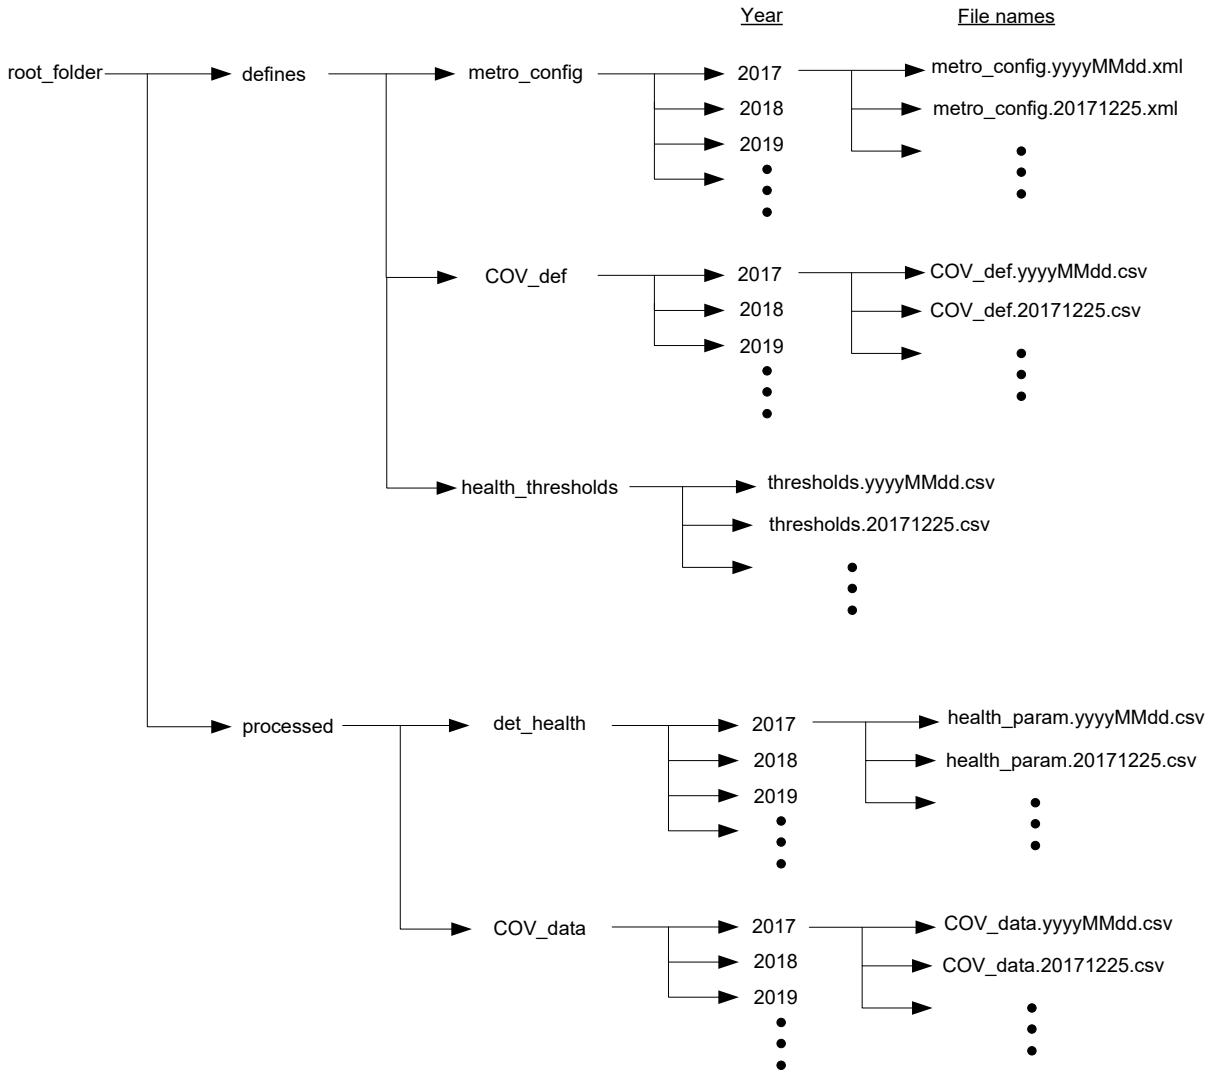 Year
File names
root_folder
defines
metro_config
2017
metro_config.yyyyMMdd.xml
2018
metro_config.20171225.xml
2019
COV_def
2017
COV_def.yyyyMMdd.csv
2018
COV_def.20171225.csv
2019
health_thresholds
thresholds.yyyyMMdd.csv
thresholds.20171225.csv
processed
det_health
2017
health_param.yyyyMMdd.csv
2018
health_param.20171225.csv
2019
COV_data
2017
COV_data.yyyyMMdd.csv
2018
COV_data.20171225.csv
2019